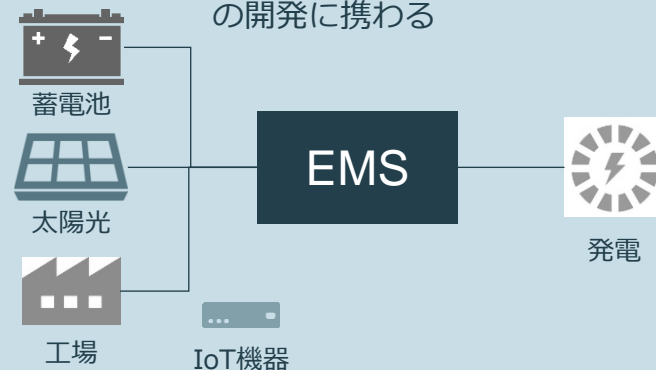 の開発に携わる
蓄電池
EMS
太陽光
発電
工場
IoT機器